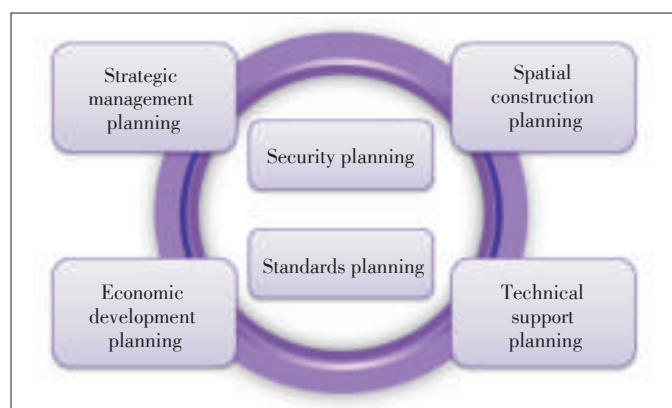 Strategic
management
planning
Spatial
construction
planning
Security planning
Standards planning
Economic
development
planning
Technical
support
planning